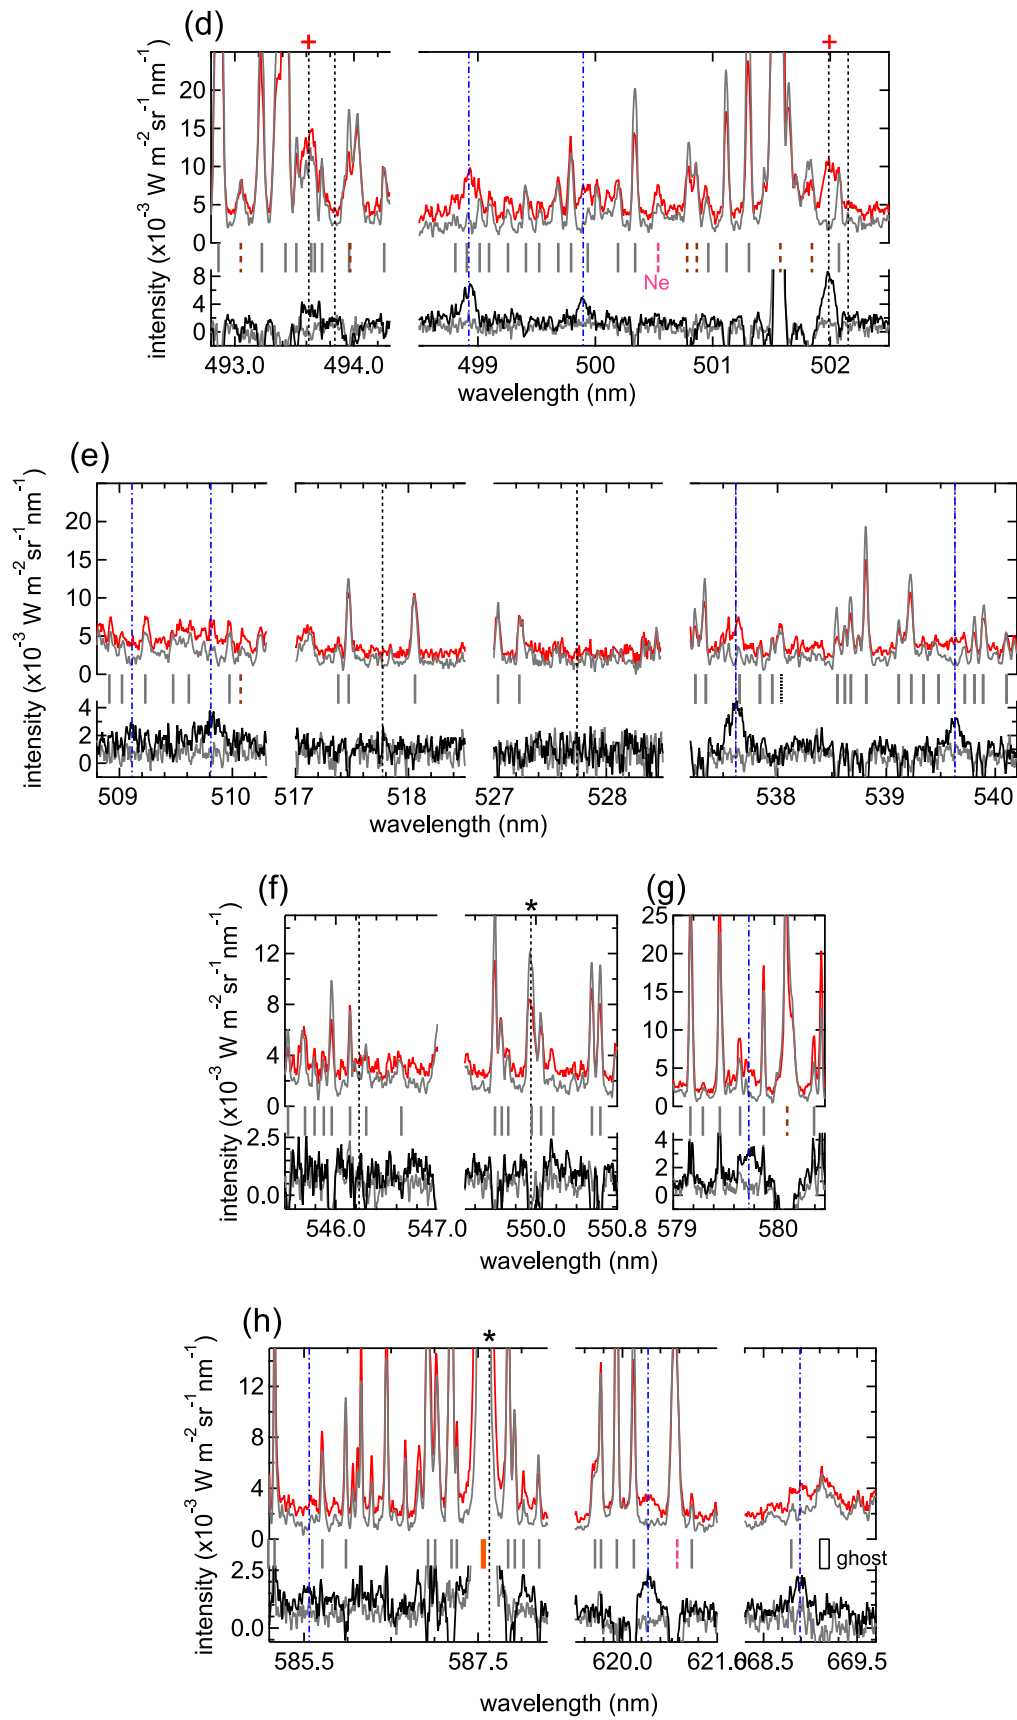 (d)
+ +
intensity (x10⁻³ W m⁻² sr⁻¹ nm⁻¹)
20
15
10
5
0
Ne
8
4
0
493.0 494.0 499 500 501 502
wavelength (nm)
(e)
intensity (x10⁻³ W m⁻² sr⁻¹ nm⁻¹)
20
15
10
5
0
4
2
0
509 510 517 518 527 528 538 539 540
wavelength (nm)
(f) (g)
*
intensity (x10⁻³ W m⁻² sr⁻¹ nm⁻¹)
12
8
4
0
2.5
0.0
25
20
15
10
5
0
4
2
0
546.0 547.0 550.0 550.8 579 580
wavelength (nm)
(h)
*
intensity (x10⁻³ W m⁻² sr⁻¹ nm⁻¹)
12
8
4
0
ghost
2.5
0.0
585.5 587.5 620.0 621.0 668.5 669.5
wavelength (nm)